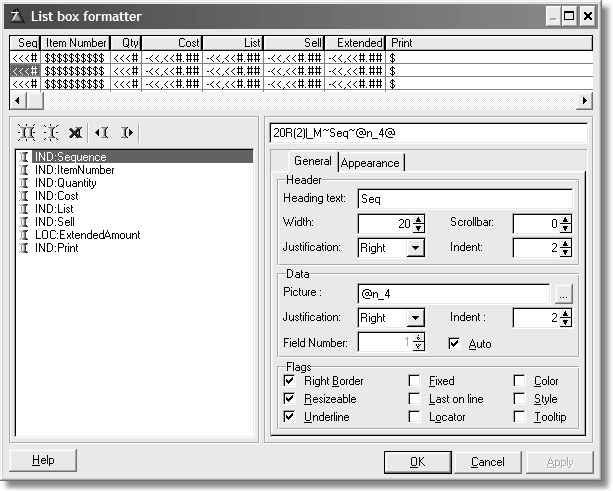 List box formatter
Seq Item Number Qty Cost List Sell Extended Print
<<<# $$$$$$$$$$ <<<# -<<,<<#.## -<<,<<#.## -<<,<<#.## -<<,<<#.## $
<<<# $$$$$$$$$$ <<<# -<<,<<#.## -<<,<<#.## -<<,<<#.## -<<,<<#.## $
<<<# $$$$$$$$$$ <<<# -<<,<<#.## -<<,<<#.## -<<,<<#.## -<<,<<#.## $
20R(2)|_M~Seq~@n_4@
IND:Sequence
IND:ItemNumber
IND:Quantity
IND:Cost
IND:List
IND:Sell
LOC:ExtendedAmount
IND:Print
General Appearance
Header
Heading text: Seq
Width: 20 Scrollbar: 0
Justification: Right Indent: 2
Data
Picture : @n_4 ...
Justification: Right Indent : 2
Field Number: 1 Auto
Flags
Right Border Fixed Color
Resizeable Last on line Style
Underline Locator Tooltip
Help OK Cancel Apply